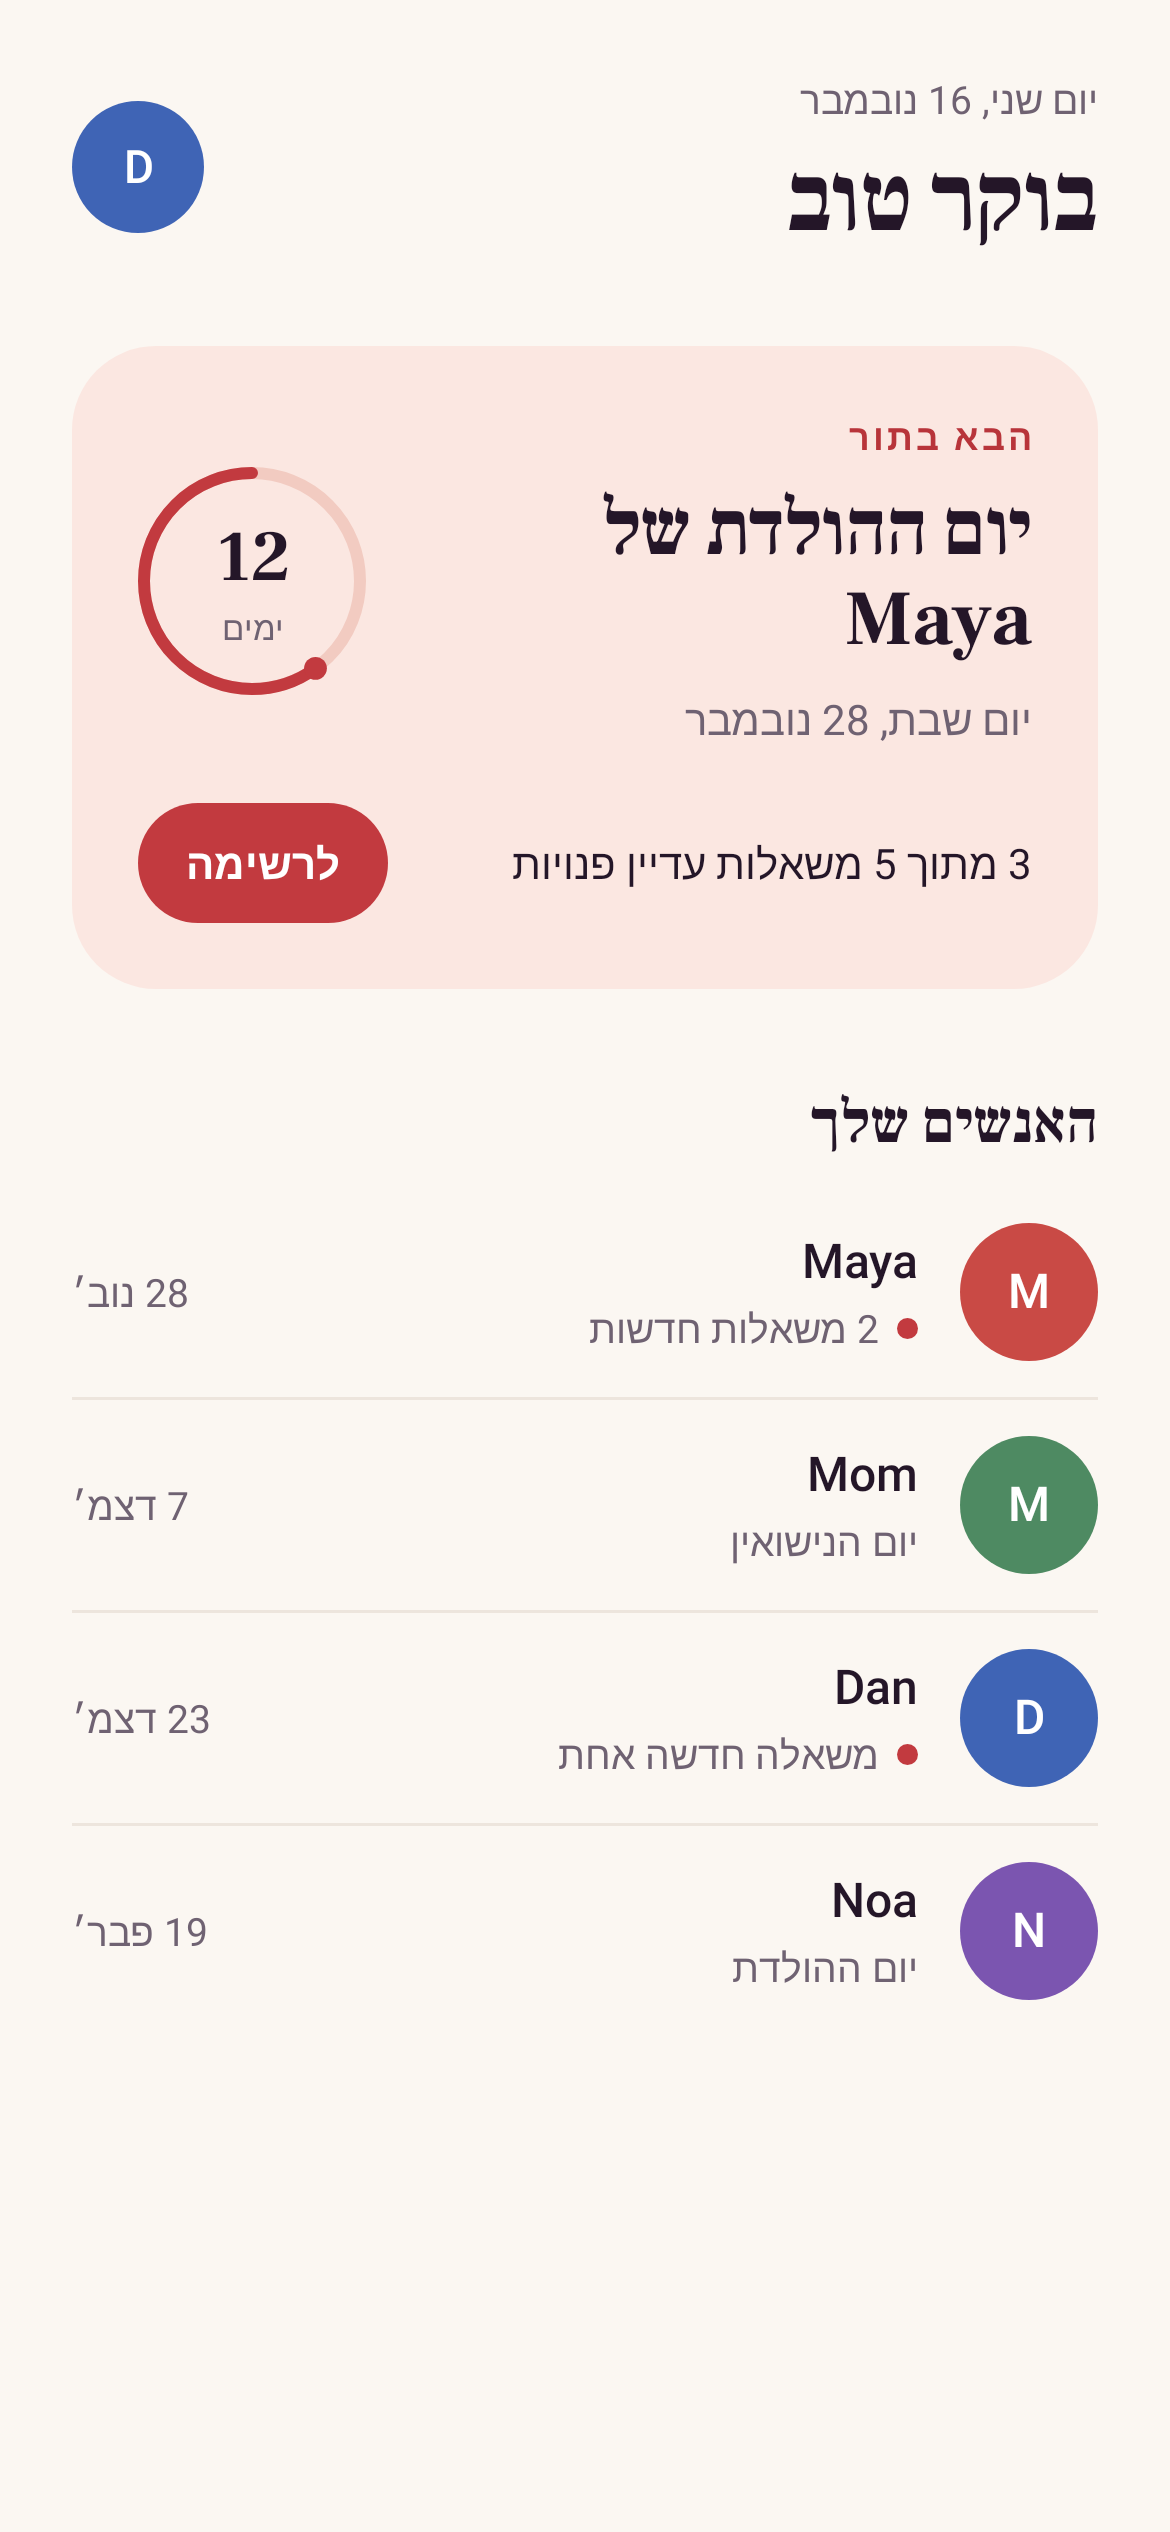 יום שני, 16 נובמבר
בוקר טוב
D
הבא בתור
יום ההולדת של
Maya
יום שבת, 28 נובמבר
12
ימים
3 מתוך 5 משאלות עדיין פנויות
לרשימה
האנשים שלך
M
Maya
2 משאלות חדשות
28 נוב׳
M
Mom
יום הנישואין
7 דצמ׳
D
Dan
משאלה חדשה אחת
23 דצמ׳
N
Noa
יום ההולדת
19 פבר׳